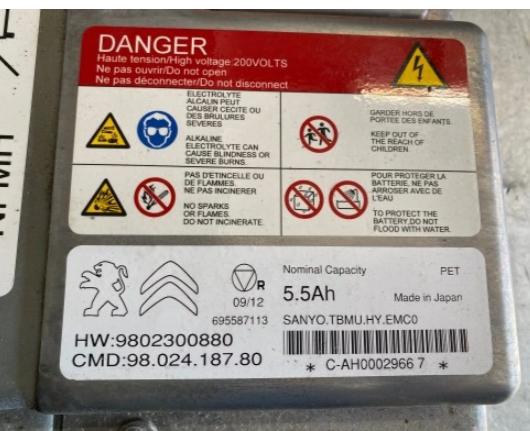 DANGER
Haute tension/High voltage:200VOLTS
Ne pas ouvrir/Do not open
Ne pas déconnecter/Do not disconnect
ELECTROLYTE
ALCALIN PEUT
CAUSER CECITE OU
DES BRULURES
SEVERES
ALKALINE
ELECTROLYTE CAN
CAUSE BLINDNESS OR
SEVERE BURNS.
GARDER HORS DE
PORTEE DES ENFANTS.
KEEP OUT OF
THE REACH OF
CHILDREN.
PAS D'ETINCELLE OU
DE FLAMMES.
NE PAS INCINERER
NO SPARKS
OR FLAMES.
DO NOT INCINERATE.
POUR PROTEGER LA
BATTERIE, NE PAS
ARROSER AVEC DE
L'EAU
TO PROTECT THE
BATTERY,DO NOT
FLOOD WITH WATER.
R
09/12
695587113
Nominal Capacity
PET
5.5Ah
Made in Japan
SANYO.TBMU.HY.EMC0
HW:9802300880
CMD:98.024.187.80
* C-AH0002966 7 *